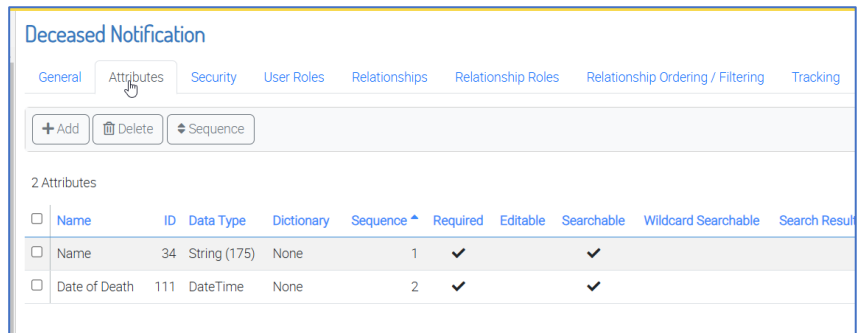 Deceased Notification
General Attributes Security User Roles Relationships Relationship Roles Relationship Ordering / Filtering Tracking
Add Delete Sequence
2 Attributes
Name ID Data Type Dictionary Sequence Required Editable Searchable Wildcard Searchable Search Result
Name 34 String (175) None 1
Date of Death 111 DateTime None 2